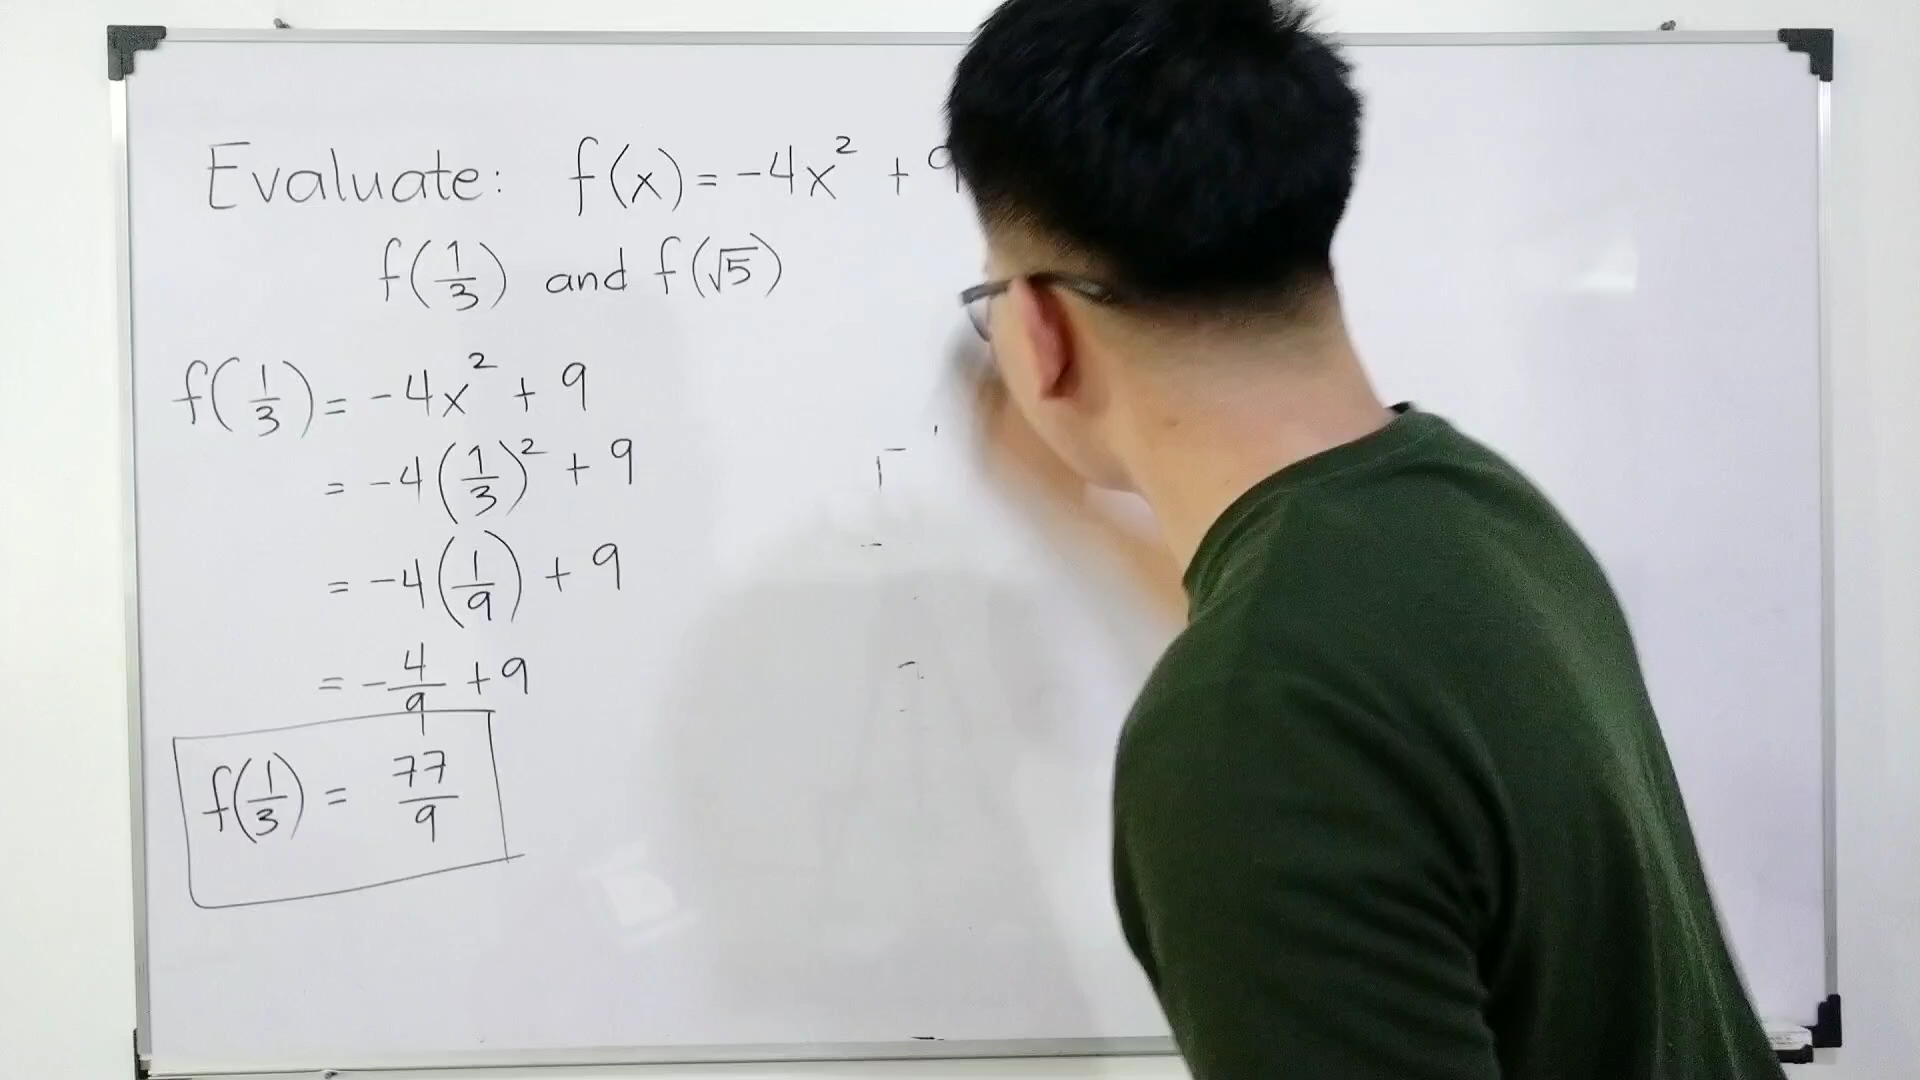 Evaluate: f(x) = -4x² + 9
f(1/3) and f(√5)
f(1/3) = -4x² + 9
= -4(1/3)² + 9
= -4(1/9) + 9
= -4/9 + 9
f(1/3) = 77/9